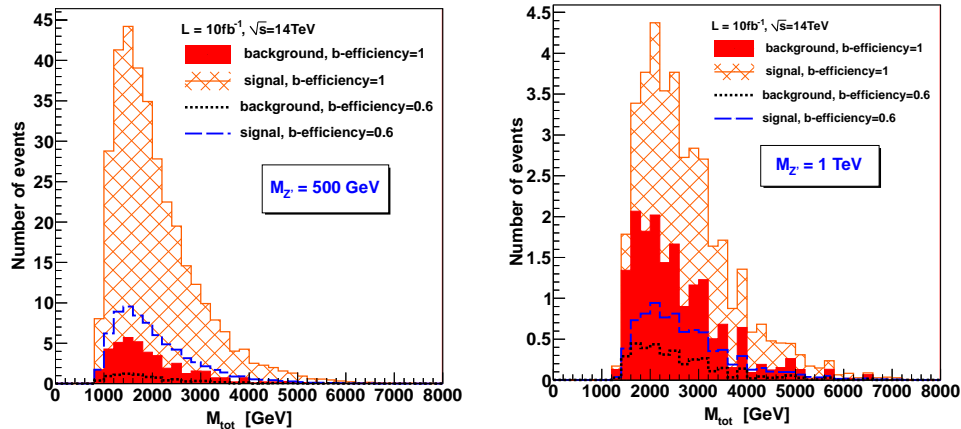 L = 10fb⁻¹, √s=14TeV
background, b-efficiency=1
signal, b-efficiency=1
background, b-efficiency=0.6
signal, b-efficiency=0.6
M_Z' = 500 GeV
Number of events
45
40
35
30
25
20
15
10
5
0
0 1000 2000 3000 4000 5000 6000 7000 8000
M_tot [GeV]
L = 10fb⁻¹, √s=14TeV
background, b-efficiency=1
signal, b-efficiency=1
background, b-efficiency=0.6
signal, b-efficiency=0.6
M_Z' = 1 TeV
Number of events
4.5
4
3.5
3
2.5
2
1.5
1
0.5
0
0 1000 2000 3000 4000 5000 6000 7000 8000
M_tot [GeV]